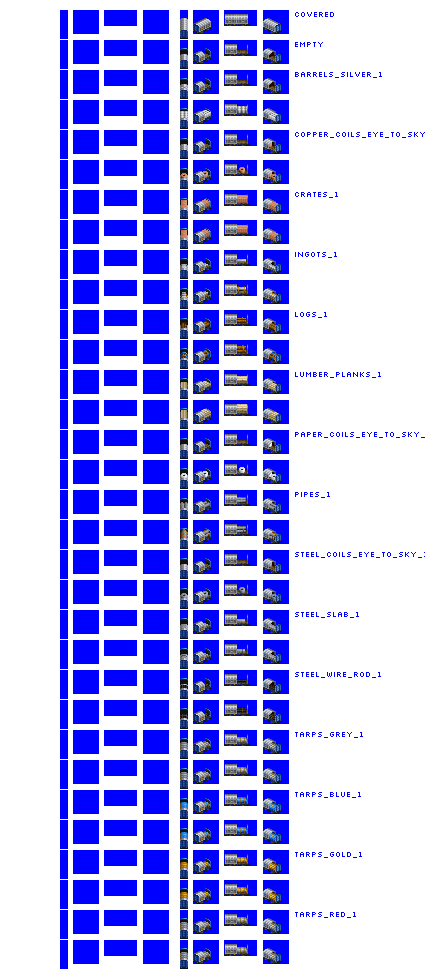 COVERED
EMPTY
BARRELS_SILVER_1
COPPER_COILS_EYE_TO_SKY
CRATES_1
INGOTS_1
LOGS_1
LUMBER_PLANKS_1
PAPER_COILS_EYE_TO_SKY_
PIPES_1
STEEL_COILS_EYE_TO_SKY_
STEEL_SLAB_1
STEEL_WIRE_ROD_1
TARPS_GREY_1
TARPS_BLUE_1
TARPS_GOLD_1
TARPS_RED_1